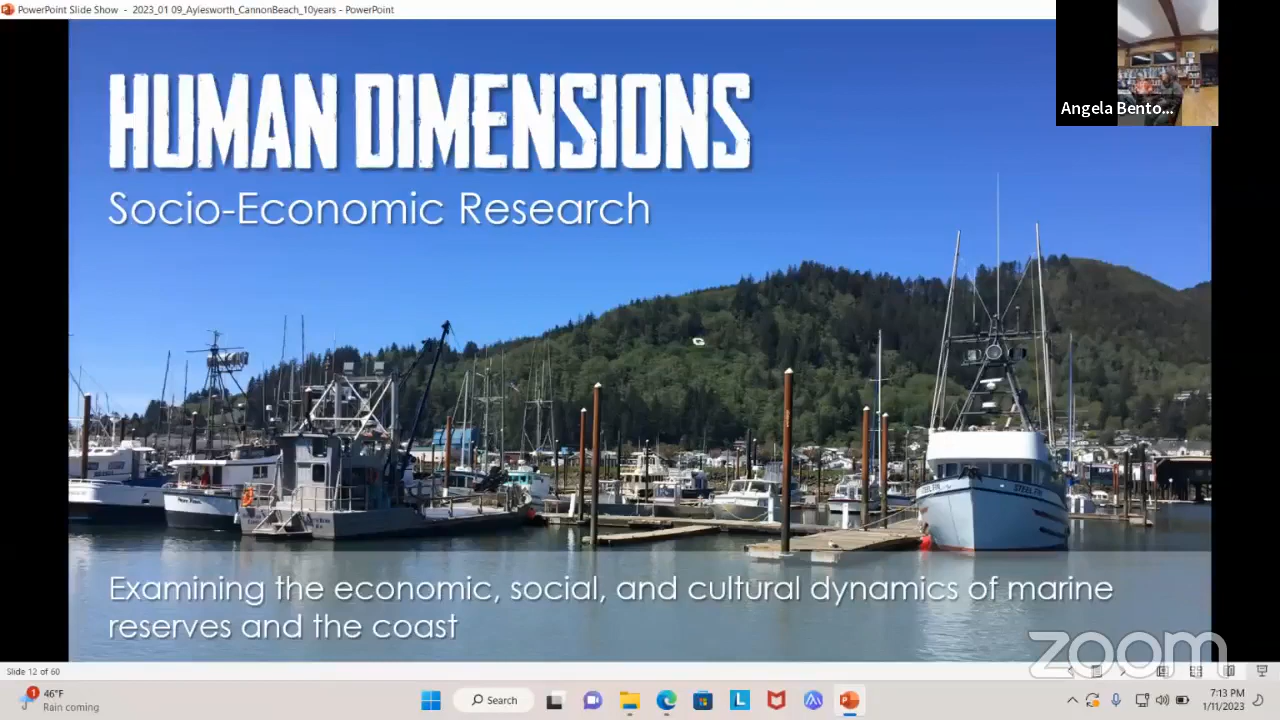 PowerPoint Slide Show - 2023_01 09_Aylesworth_CannonBeach_10years - PowerPoint
Angela Bento...
HUMAN DIMENSIONS
Socio-Economic Research
STEELFIN
Examining the economic, social, and cultural dynamics of marine
reserves and the coast
zoom
Slide 12 of 60
1
46°F
Rain coming
Search
L
7:13 PM
1/11/2023